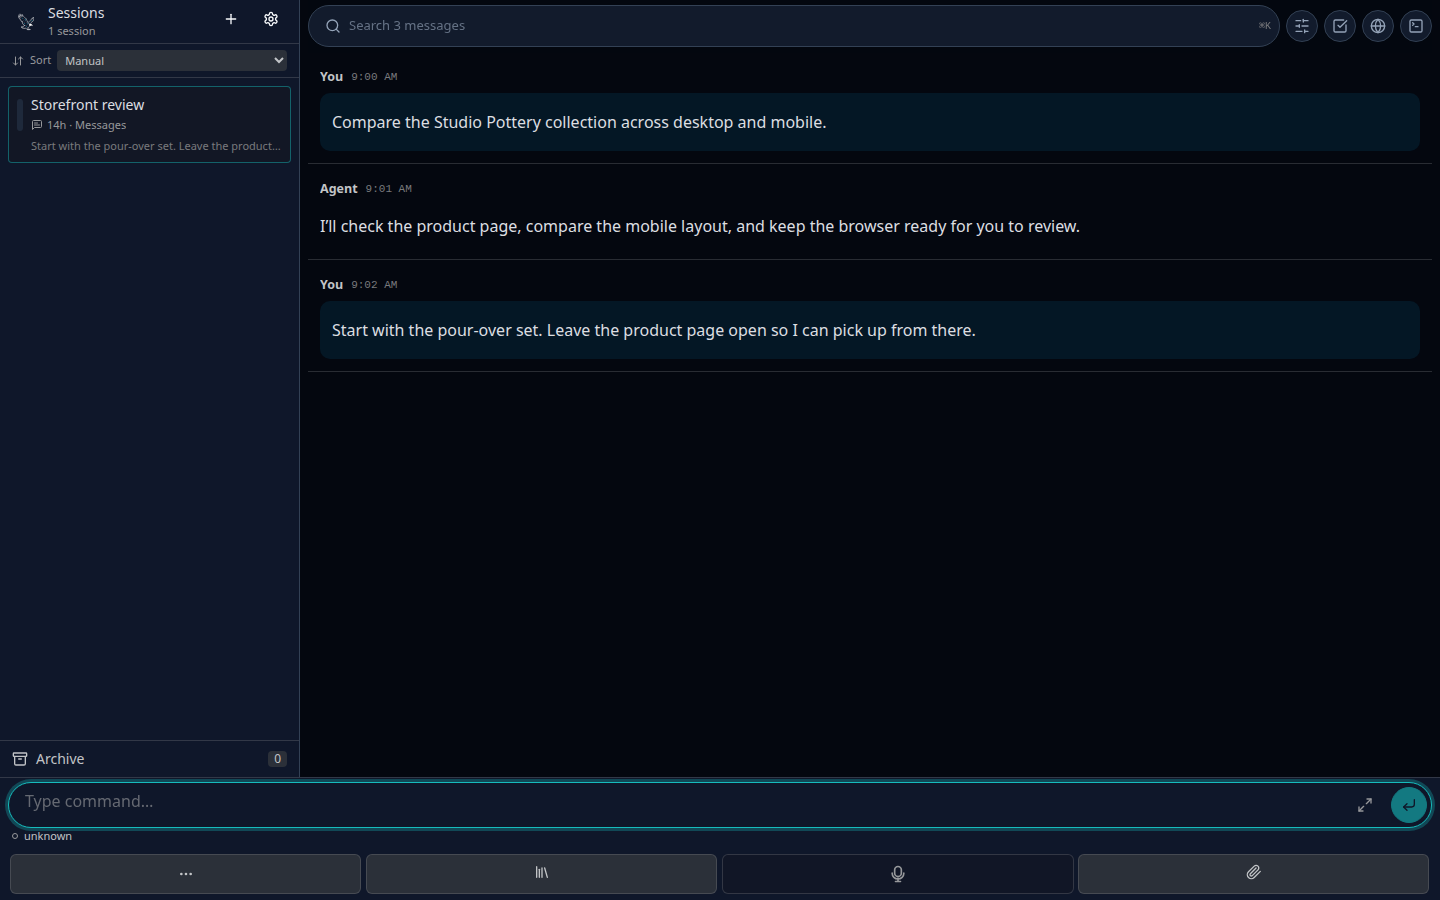 Sessions
1 session
Sort
Manual
Storefront review
14h · Messages
Start with the pour-over set. Leave the product...
Archive
0
Search 3 messages
⌘K
You 9:00 AM
Compare the Studio Pottery collection across desktop and mobile.
Agent 9:01 AM
I’ll check the product page, compare the mobile layout, and keep the browser ready for you to review.
You 9:02 AM
Start with the pour-over set. Leave the product page open so I can pick up from there.
Type command...
unknown